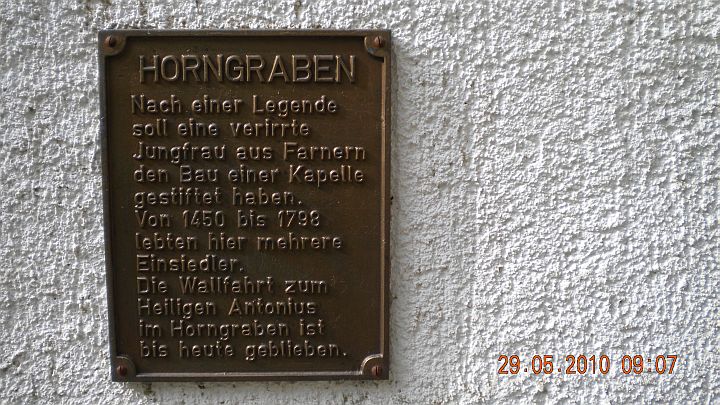 HORNGRABEN
Nach einer Legende
soll eine verirrte
Jungfrau aus Farnern
den Bau einer Kapelle
gestiftet haben.
Von 1450 bis 1798
lebten hier mehrere
Einsiedler.
Die Wallfahrt zum
Heiligen Antonius
im Horngraben ist
bis heute geblieben.
29.05.2010 09:07